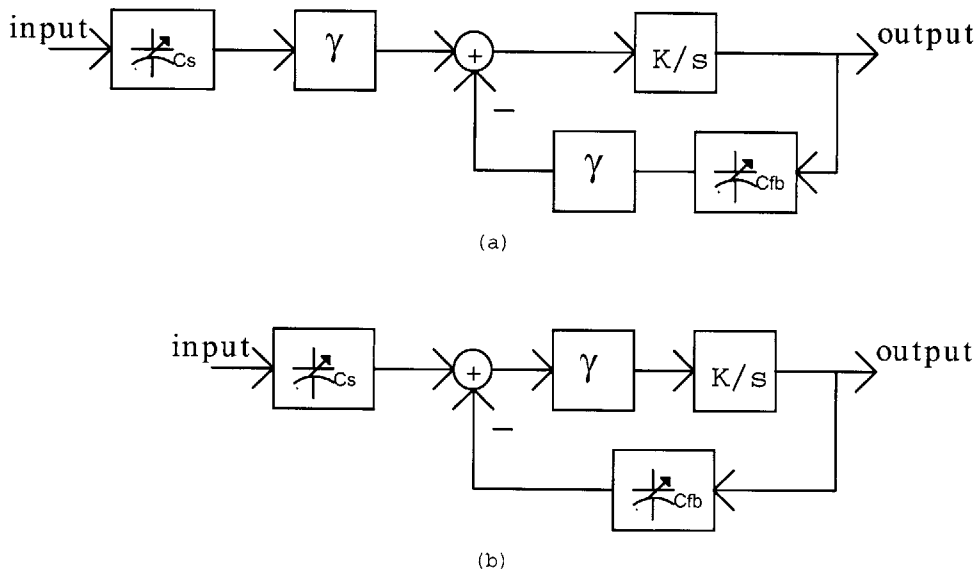 input
Cs
γ
+
K/s
output
−
γ
Cfb
(a)
input
Cs
+
γ
K/s
output
−
Cfb
(b)